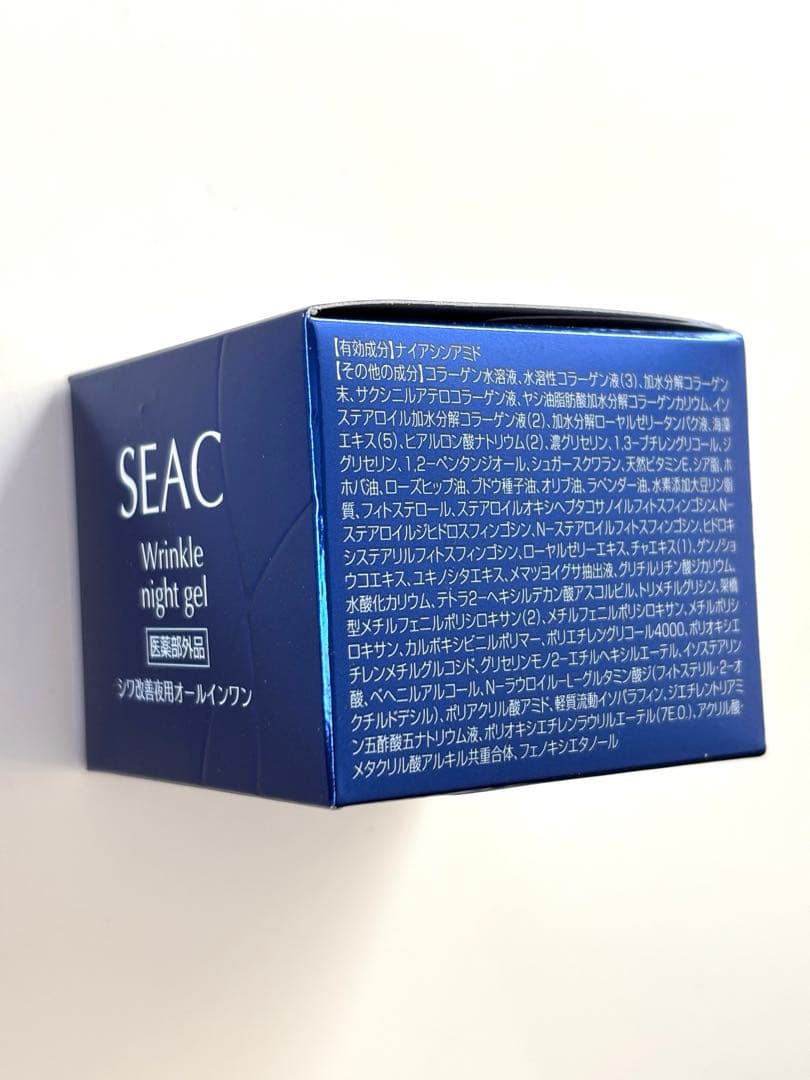 SEAC
Wrinkle
night gel
医薬部外品
シワ改善夜用オールインワン
【有効成分】ナイアシンアミド
【その他の成分】コラーゲン水溶液、水溶性コラーゲン液(3)、加水分解コラーゲン
末、サクシニルアテロコラーゲン液、ヤシ油脂肪酸加水分解コラーゲンカリウム、イソ
ステアロイル加水分解コラーゲン液(2)、加水分解ローヤルゼリータンパク液、海藻
エキス(5)、ヒアルロン酸ナトリウム(2)、濃グリセリン、1,3-ブチレングリコール、ジ
グリセリン、1,2-ペンタンジオール、シュガースクワラン、天然ビタミンE、シア脂、ホ
ホバ油、ローズヒップ油、ブドウ種子油、オリブ油、ラベンダー油、水素添加大豆リン脂
質、フィトステロール、ステアロイルオキシヘプタコサノイルフィトスフィンゴシン、N-
ステアロイルジヒドロスフィンゴシン、N-ステアロイルフィトスフィンゴシン、ヒドロキ
システアリルフィトスフィンゴシン、ローヤルゼリーエキス、チャエキス(1)、ゲンノショ
ウコエキス、ユキノシタエキス、メマツヨイグサ抽出液、グリチルリチン酸ジカリウム、
水酸化カリウム、テトラ2-ヘキシルデカン酸アスコルビル、トリメチルグリシン、架橋
型メチルフェニルポリシロキサン(2)、メチルフェニルポリシロキサン、メチルポリシ
ロキサン、カルボキシビニルポリマー、ポリエチレングリコール4000、ポリオキシエ
チレンメチルグルコシド、グリセリンモノ2-エチルヘキシルエーテル、イソステアリン
酸、ベヘニルアルコール、N-ラウロイル-L-グルタミン酸ジ(フィトステリル・2-オ
クチルドデシル)、ポリアクリル酸アミド、軽質流動イソパラフィン、ジエチレントリアミ
ン五酢酸五ナトリウム液、ポリオキシエチレンラウリルエーテル(7E.O.)、アクリル酸・
メタクリル酸アルキル共重合体、フェノキシエタノール